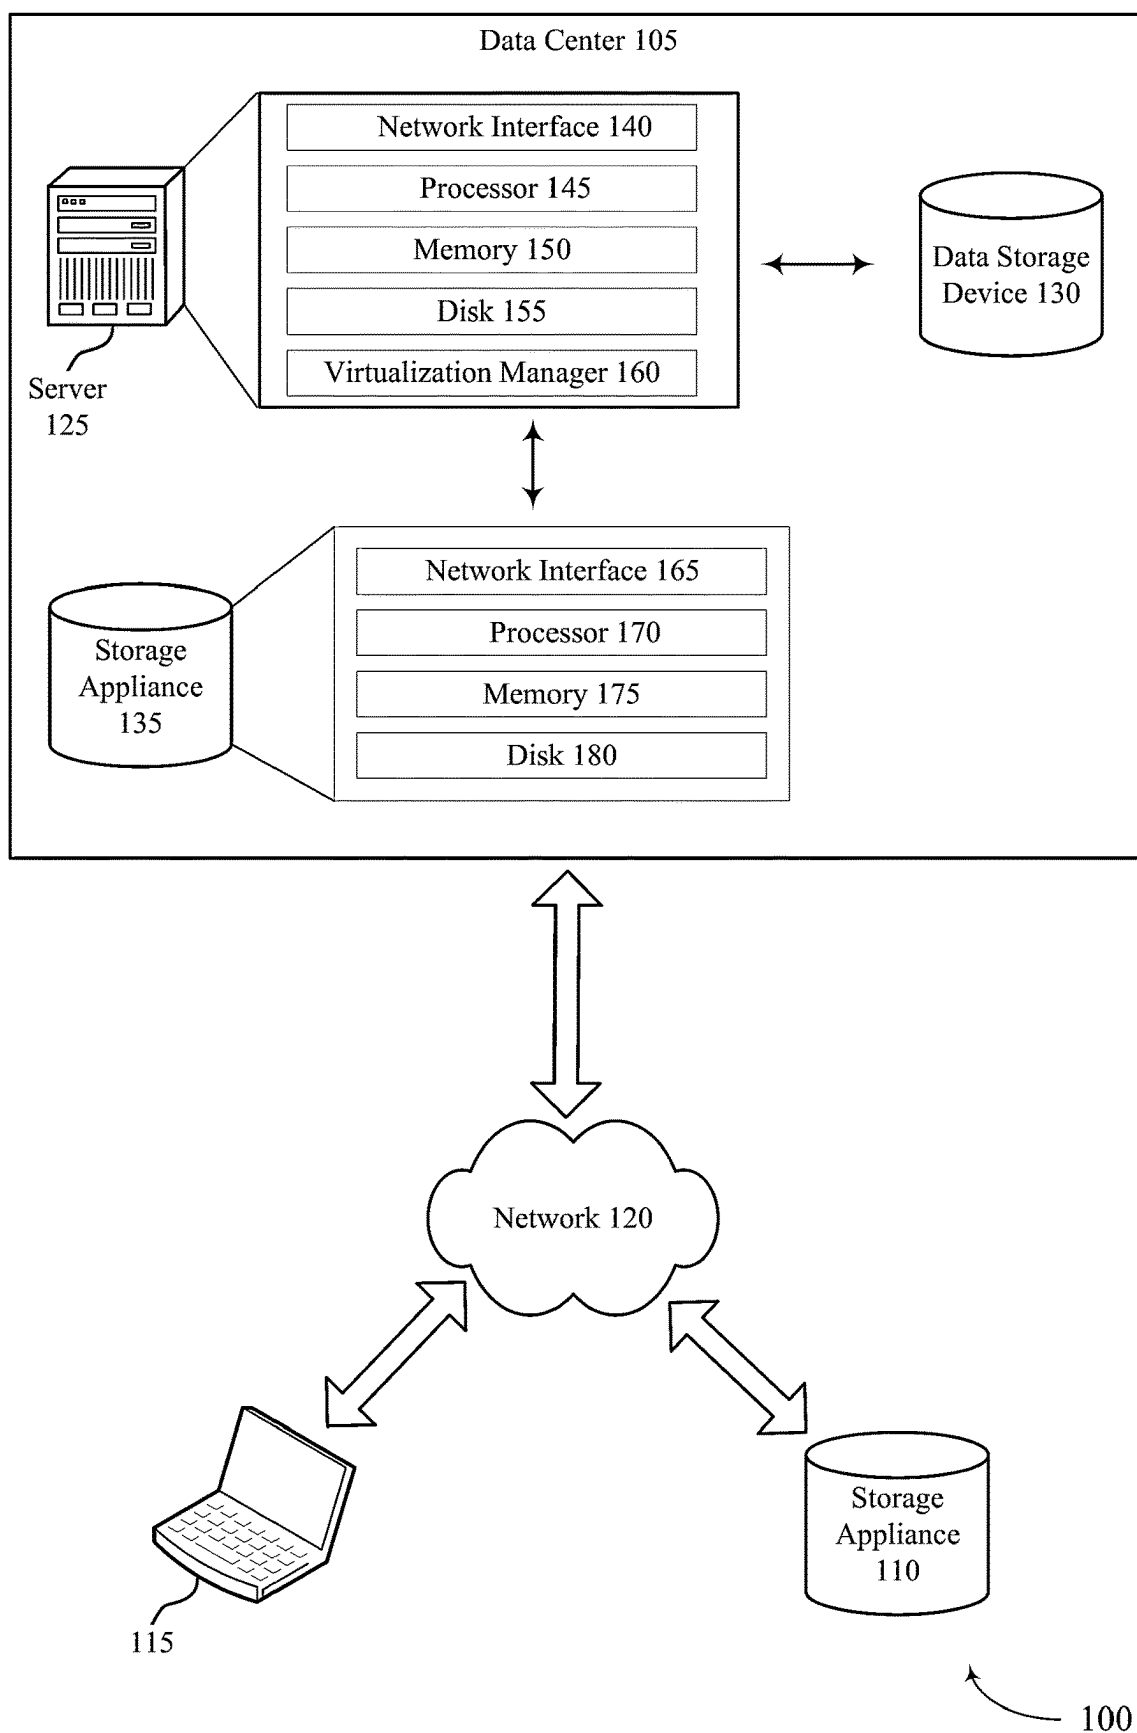 Data Center 105
Network Interface 140
Processor 145
Memory 150
Disk 155
Virtualization Manager 160
Server
125
Data Storage
Device 130
Network Interface 165
Processor 170
Memory 175
Disk 180
Storage
Appliance
135
Network 120
115
Storage
Appliance
110
100